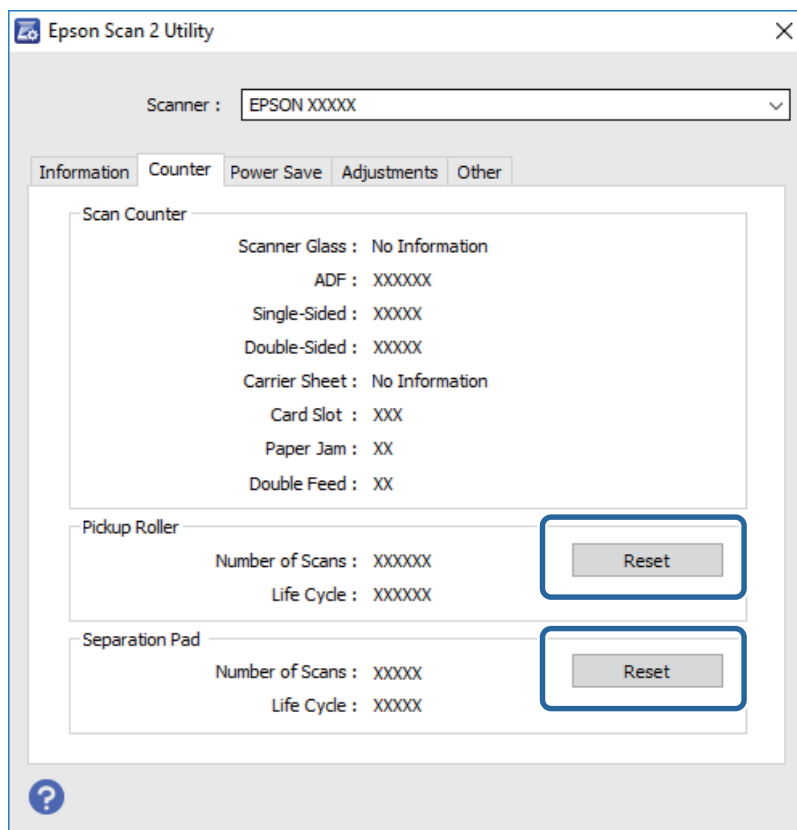 Epson Scan 2 Utility
Scanner : EPSON XXXXX
Information Counter Power Save Adjustments Other
Scan Counter
Scanner Glass : No Information
ADF : XXXXXX
Single-Sided : XXXXX
Double-Sided : XXXXX
Carrier Sheet : No Information
Card Slot : XXX
Paper Jam : XX
Double Feed : XX
Pickup Roller
Number of Scans : XXXXXX Reset
Life Cycle : XXXXXX
Separation Pad
Number of Scans : XXXXX Reset
Life Cycle : XXXXX
?